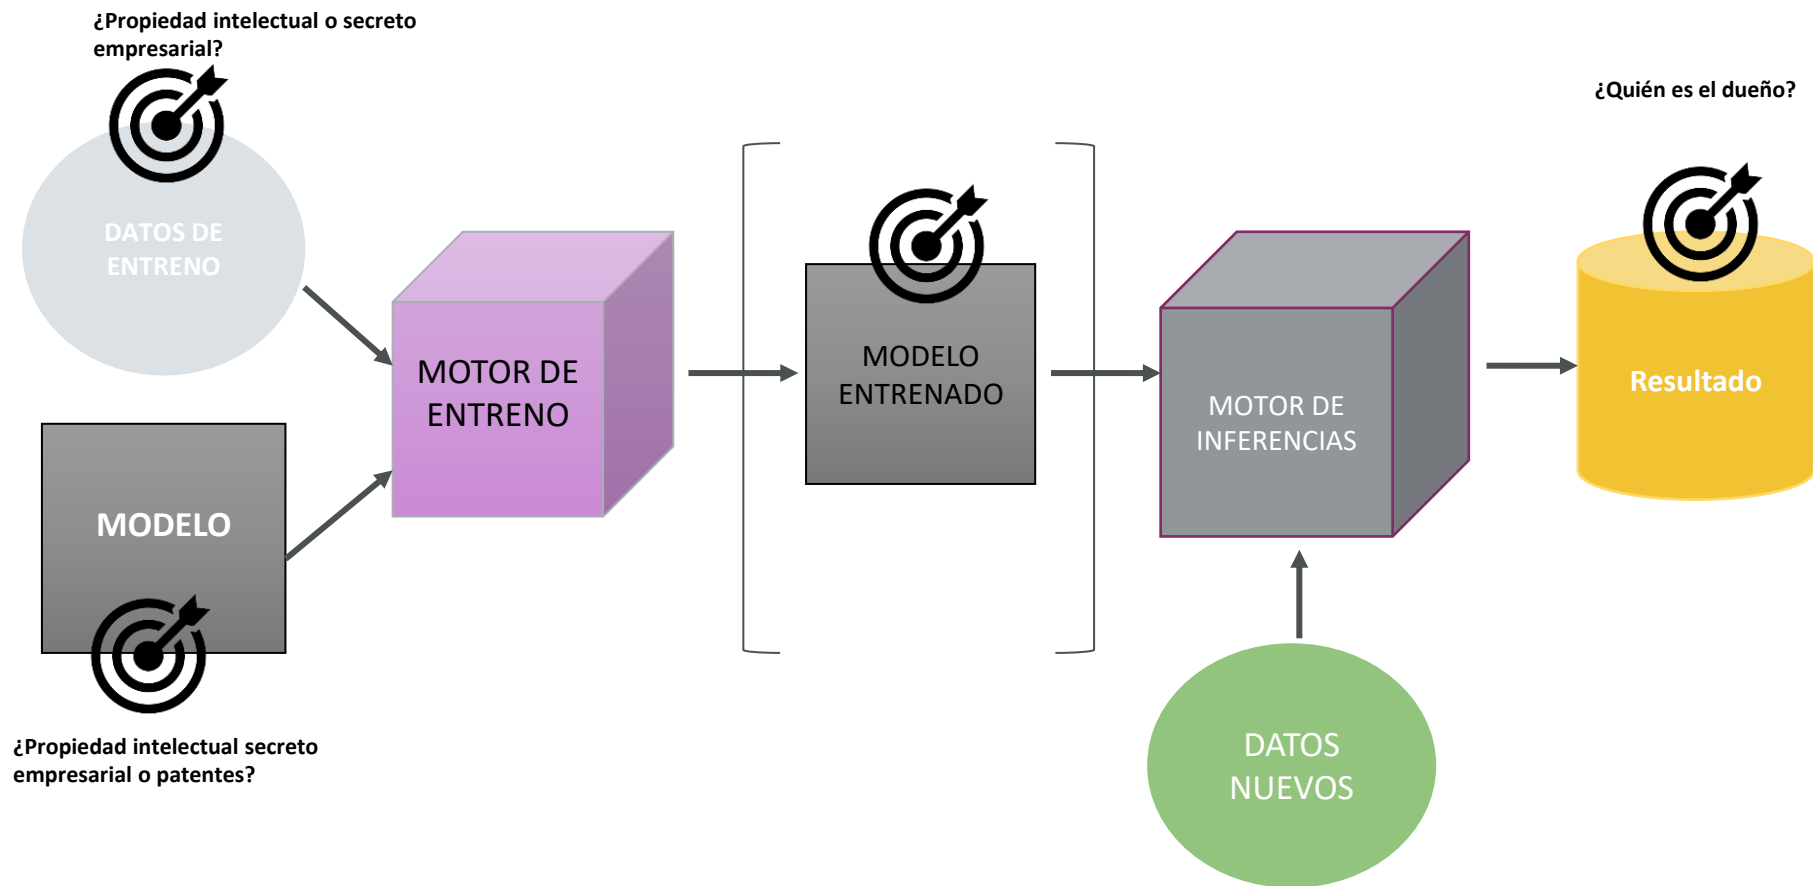 ¿Propiedad intelectual o secreto
empresarial?
DATOS DE
ENTRENO
MODELO
¿Propiedad intelectual secreto
empresarial o patentes?
MOTOR DE
ENTRENO
MODELO
ENTRENADO
MOTOR DE
INFERENCIAS
DATOS
NUEVOS
¿Quién es el dueño?
Resultado